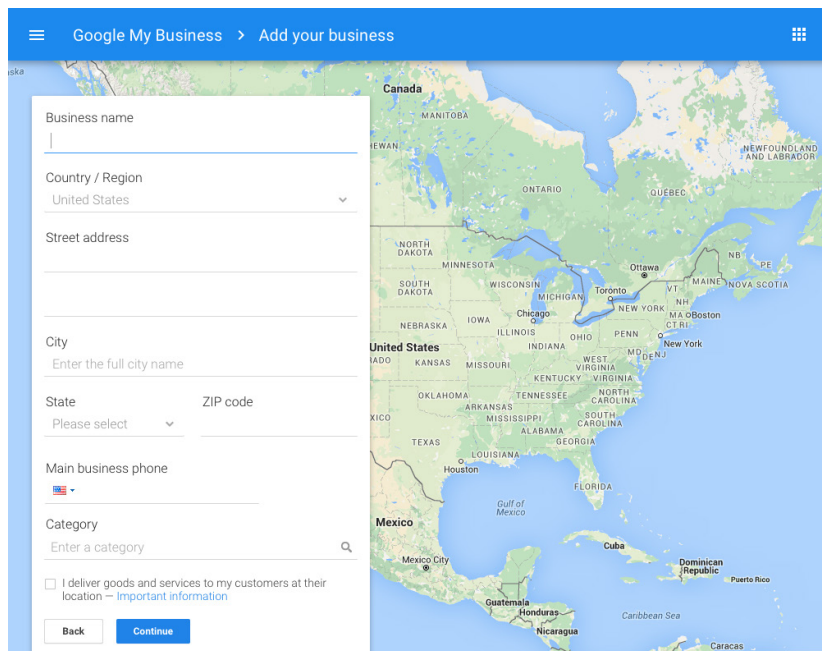 Google My Business > Add your business
Business name
Country / Region
United States
Street address
City
Enter the full city name
State
ZIP code
Please select
Main business phone
Category
Enter a category
I deliver goods and services to my customers at their
location — Important information
Back
Continue
aska
Canada
MANITOBA
HEWAN
NEWFOUNDLAND
AND LABRADOR
ONTARIO
QUEBEC
NORTH
DAKOTA
MINNESOTA
Ottawa
NB
PE
SOUTH
DAKOTA
WISCONSIN
MICHIGAN
Toronto
VT
MAINE
NOVA SCOTIA
NH
NEW YORK
MA
Boston
CT
RI
Chicago
IOWA
NEBRASKA
ILLINOIS
OHIO
PENN
New York
United States
INDIANA
MD
DE
NJ
ADO
KANSAS
MISSOURI
WEST
VIRGINIA
KENTUCKY
VIRGINIA
OKLAHOMA
TENNESSEE
NORTH
CAROLINA
ARKANSAS
XICO
MISSISSIPPI
SOUTH
CAROLINA
ALABAMA
TEXAS
GEORGIA
LOUISIANA
Houston
FLORIDA
Gulf of
Mexico
Mexico
Cuba
Mexico City
Dominican
Republic
Puerto Rico
Guatemala
Honduras
Caribbean Sea
Nicaragua
Caracas